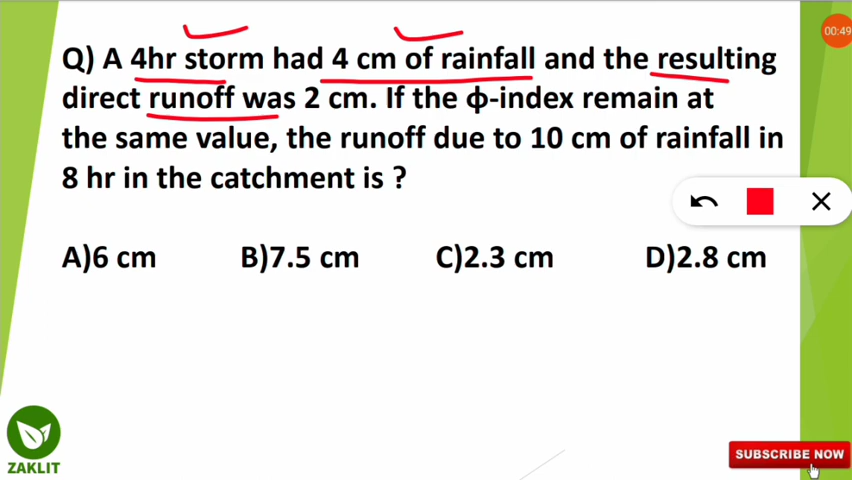 00:49
Q) A 4hr storm had 4 cm of rainfall and the resulting
direct runoff was 2 cm. If the ф-index remain at
the same value, the runoff due to 10 cm of rainfall in
8 hr in the catchment is ?
A)6 cm B)7.5 cm C)2.3 cm D)2.8 cm
ZAKLIT
SUBSCRIBE NOW